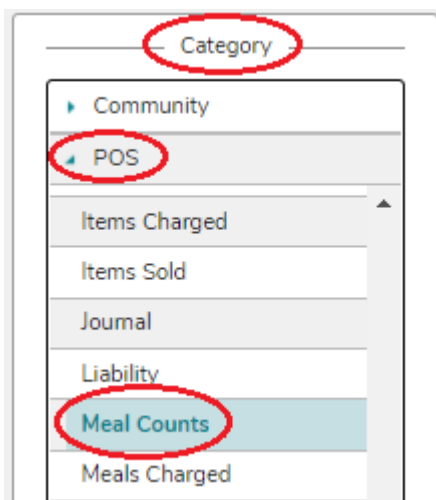 Category
Community
POS
Items Charged
Items Sold
Journal
Liability
Meal Counts
Meals Charged